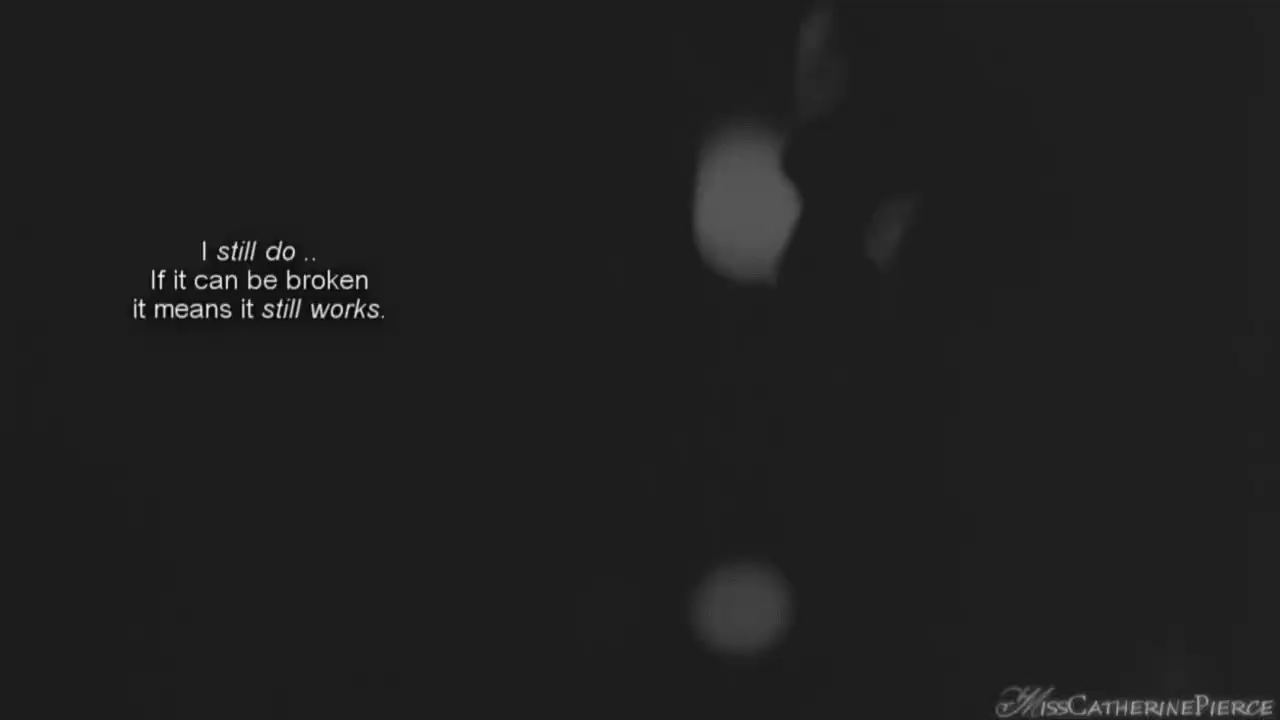 I still do ..
If it can be broken
it means it still works.
MissCatherinePierce